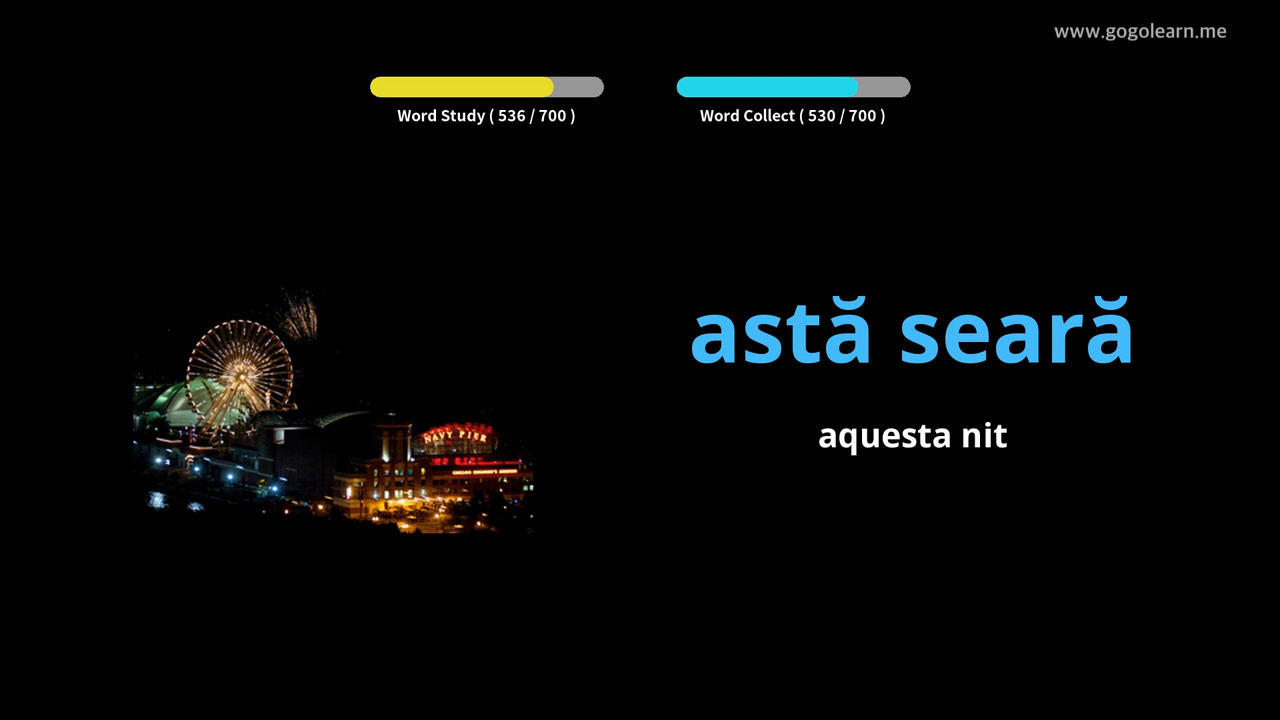 www.gogolearn.me
Word Study ( 536 / 700 )
Word Collect ( 530 / 700 )
astă seară
aquesta nit
NAVY PIER